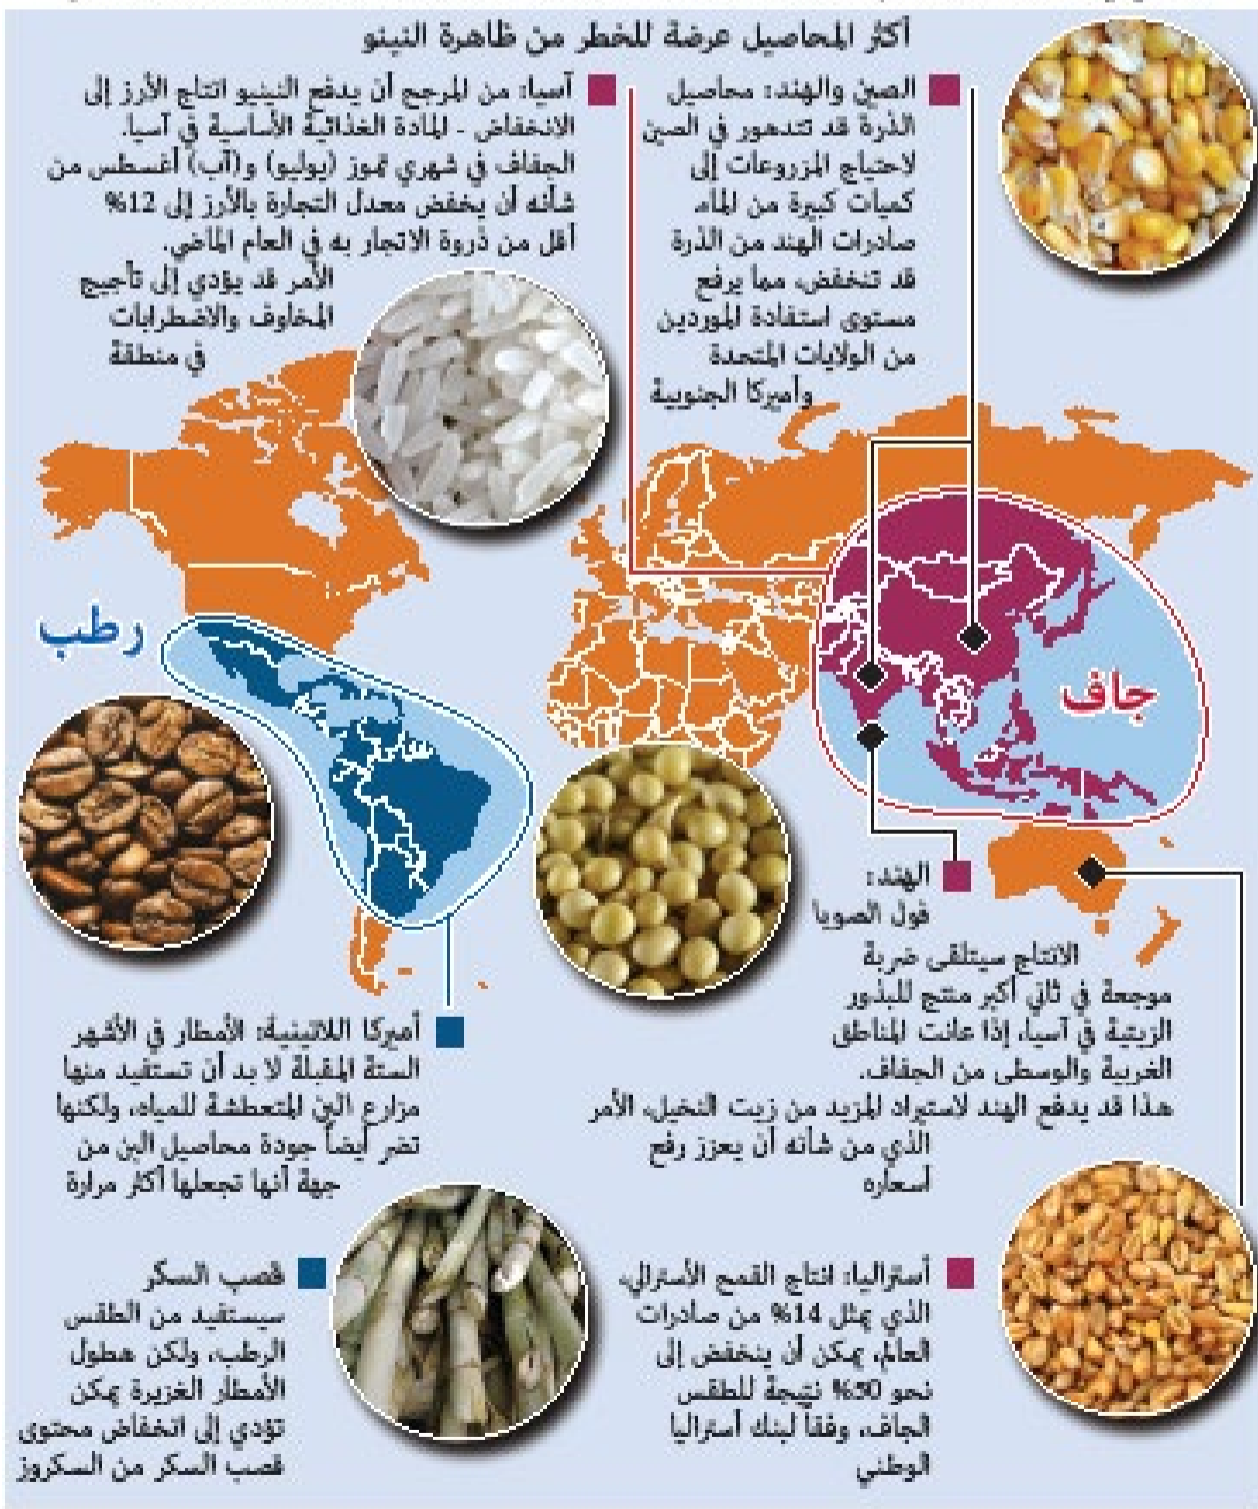 أكثر المحاصيل عرضة للخطر من ظاهرة النينو
الصين والهند: محاصيل
الذرة قد تتدهور في الصين
لاحتياج المزروعات إلى
كميات كبيرة من الماء.
صادرات الهند من الذرة
قد تنخفض، مما يرفع
مستوى استفادة الموردين
من الولايات المتحدة
وأميركا الجنوبية
آسيا: من المرجح أن يدفع النينيو انتاج الأرز إلى
الانخفاض - المادة الغذائية الأساسية في آسيا.
الجفاف في شهري تموز (يوليو) و(آب) أغسطس من
شأنه أن يخفض معدل التجارة بالأرز إلى 12%
أقل من ذروة الاتجار به في العام الماضي.
الأمر قد يؤدي إلى تأجيج
المخاوف والاضطرابات
في منطقة
رطب
جاف
الهند:
فول الصويا
الانتاج سيتلقى ضربة
موجعة في ثاني أكبر منتج للبذور
الزيتية في آسيا، إذا عانت المناطق
الغربية والوسطى من الجفاف.
هذا قد يدفع الهند لاستيراد المزيد من زيت النخيل، الأمر
الذي من شأنه أن يعزز رفع
أسعاره
أميركا اللاتينية: الأمطار في الأشهر
الستة المقبلة لا بد أن تستفيد منها
مزارع البن المتعطشة للمياه، ولكنها
تضر أيضاً جودة محاصيل البن من
جهة أنها تجعلها أكثر مرارة
قصب السكر
سيستفيد من الطقس
الرطب، ولكن هطول
الأمطار الغزيرة يمكن
تؤدي إلى انخفاض محتوى
قصب السكر من السكروز
أستراليا: انتاج القمح الأسترالي،
الذي يمثل 14% من صادرات
العالم، يمكن أن ينخفض إلى
نحو 50% نتيجة للطقس
الجاف، وفقاً لبنك أستراليا
الوطني